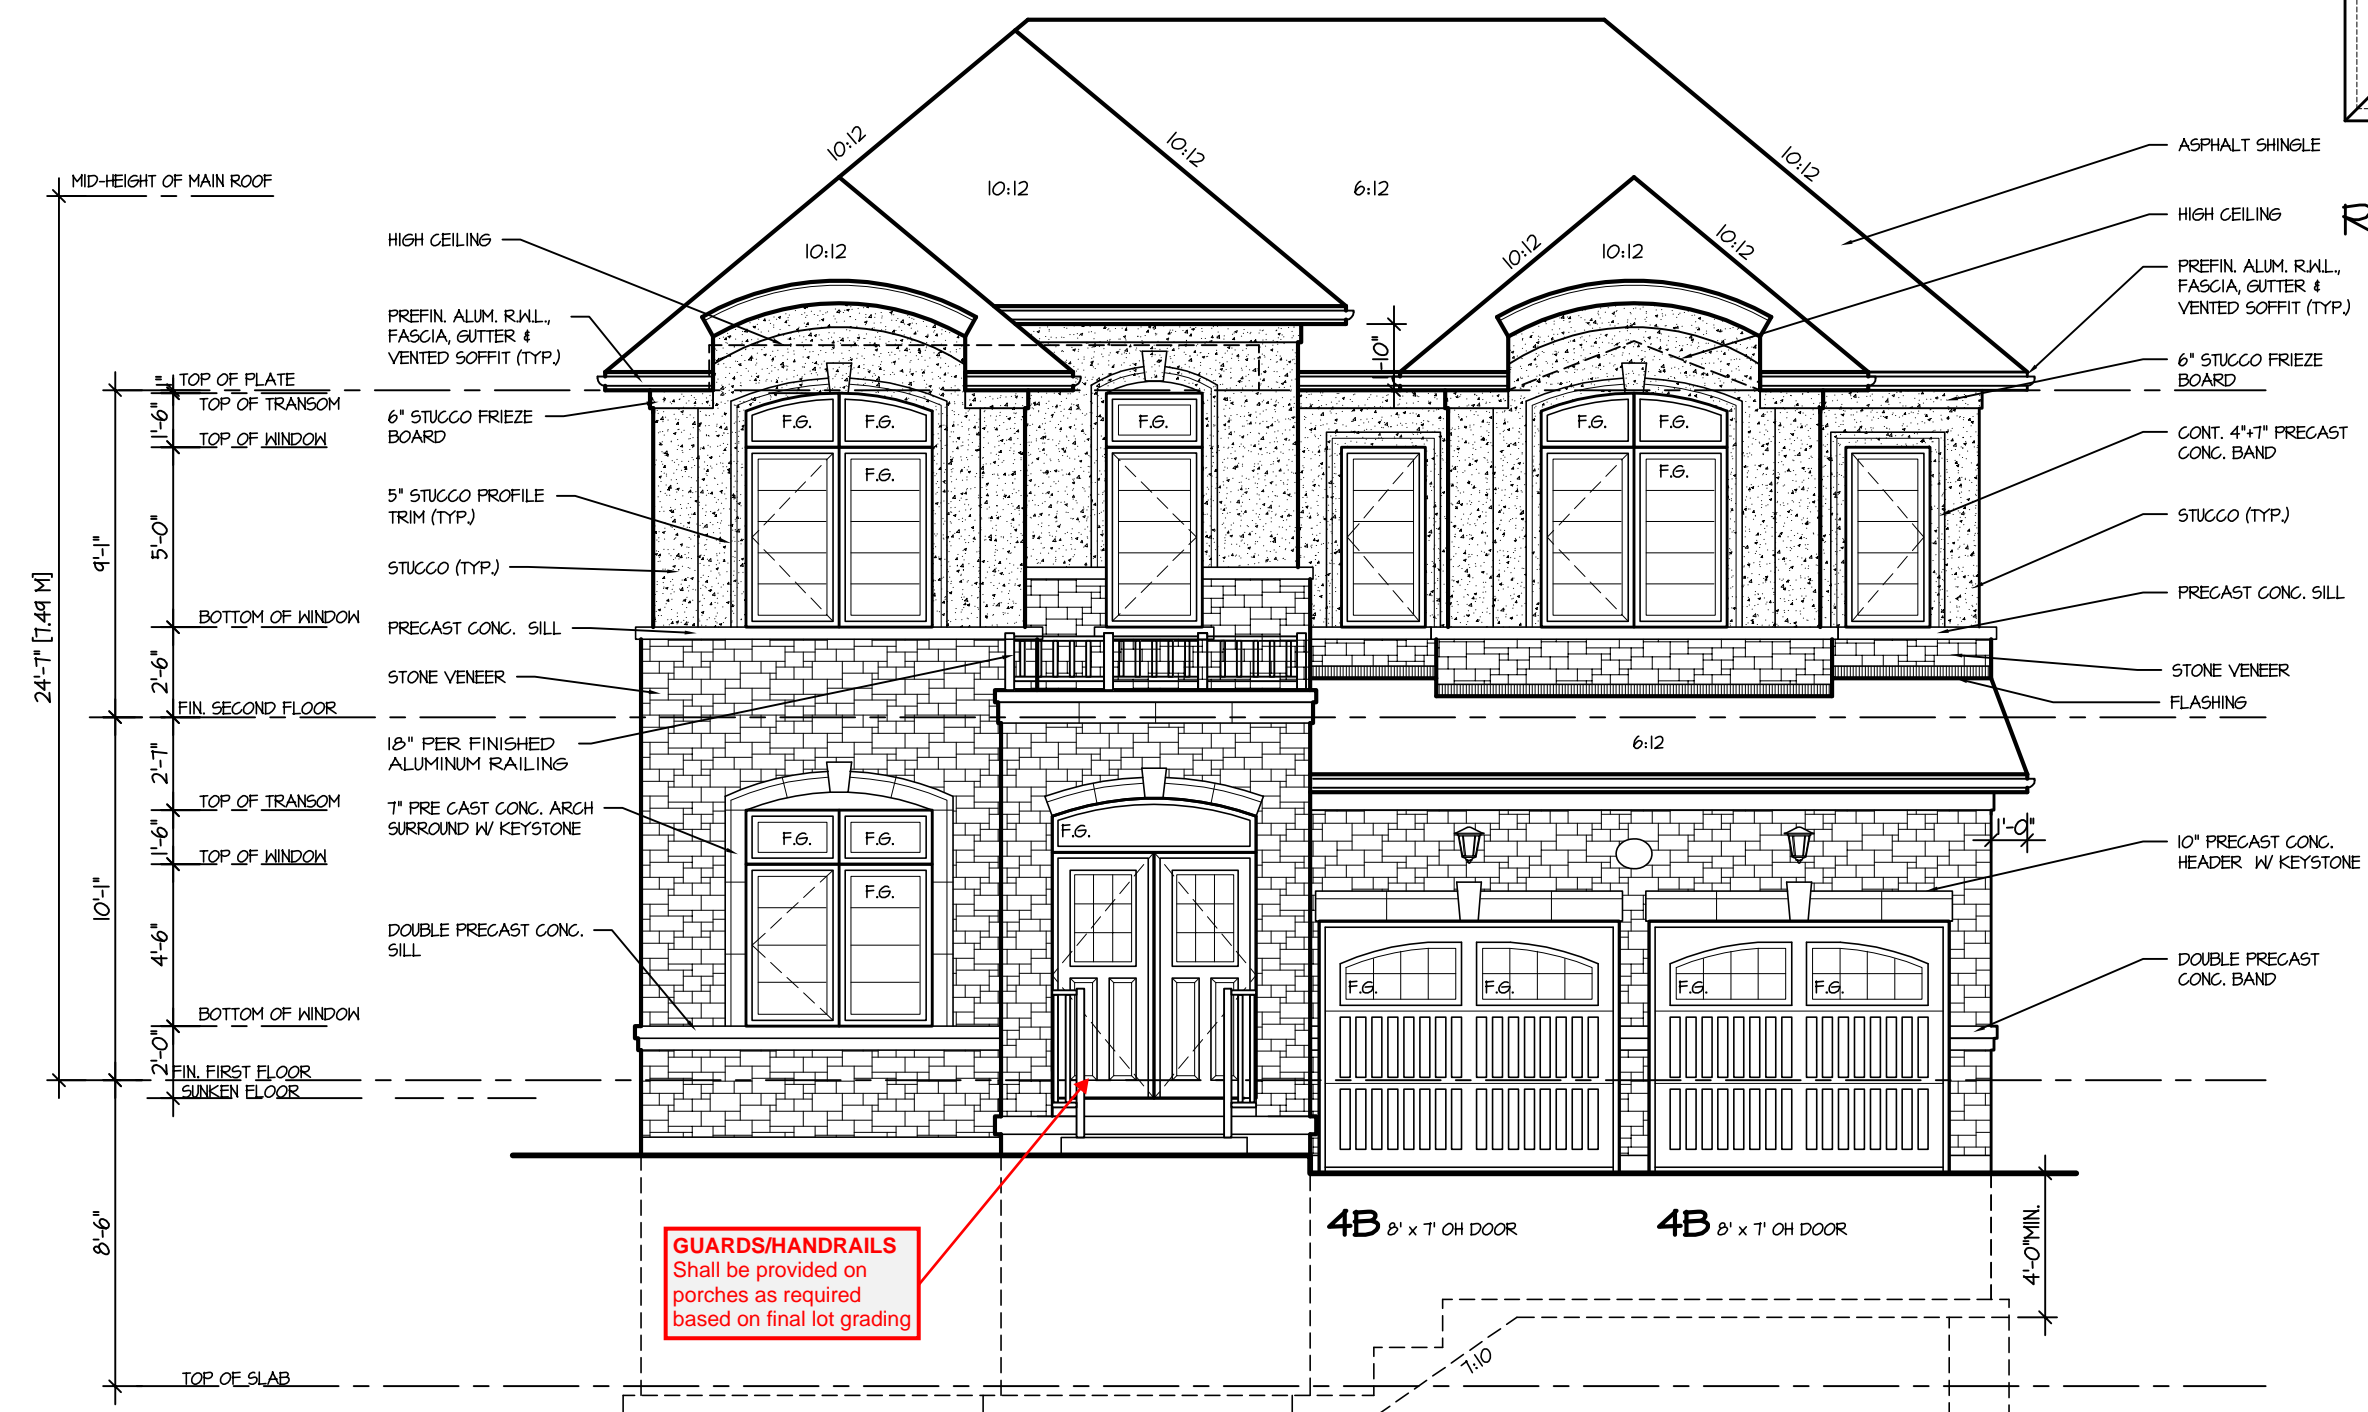 MID-HEIGHT OF MAIN ROOF
24'-7" [7.49 M]
TOP OF PLATE
1"
TOP OF TRANSOM
1'-6"
TOP OF WINDOW
9'-1"
5'-0"
BOTTOM OF WINDOW
2'-6"
FIN. SECOND FLOOR
2'-7"
TOP OF TRANSOM
1'-6"
TOP OF WINDOW
10'-1"
4'-6"
BOTTOM OF WINDOW
2'-0"
FIN. FIRST FLOOR
SUNKEN FLOOR
8'-6"
TOP OF SLAB
HIGH CEILING
PREFIN. ALUM. R.W.L.,
FASCIA, GUTTER &
VENTED SOFFIT (TYP.)
6" STUCCO FRIEZE
BOARD
5" STUCCO PROFILE
TRIM (TYP.)
STUCCO (TYP.)
PRECAST CONC. SILL
STONE VENEER
18" PER FINISHED
ALUMINUM RAILING
7" PRE CAST CONC. ARCH
SURROUND W/ KEYSTONE
DOUBLE PRECAST CONC.
SILL
10:12
10:12
10:12
10:12
6:12
10:12
10:12
10:12
10:12
1'-10"
F.G.
F.G.
F.G.
F.G.
F.G.
F.G.
F.G.
6:12
F.G.
F.G.
F.G.
F.G.
F.G.
F.G.
F.G.
F.G.
1'-0"
ASPHALT SHINGLE
HIGH CEILING
PREFIN. ALUM. R.W.L.,
FASCIA, GUTTER &
VENTED SOFFIT (TYP.)
6" STUCCO FRIEZE
BOARD
CONT. 4"+7" PRECAST
CONC. BAND
STUCCO (TYP.)
PRECAST CONC. SILL
STONE VENEER
FLASHING
10" PRECAST CONC.
HEADER W/ KEYSTONE
DOUBLE PRECAST
CONC. BAND
4B 8' x 7' OH DOOR
4B 8' x 7' OH DOOR
4'-0"MIN.
7:10
GUARDS/HANDRAILS
Shall be provided on
porches as required
based on final lot grading